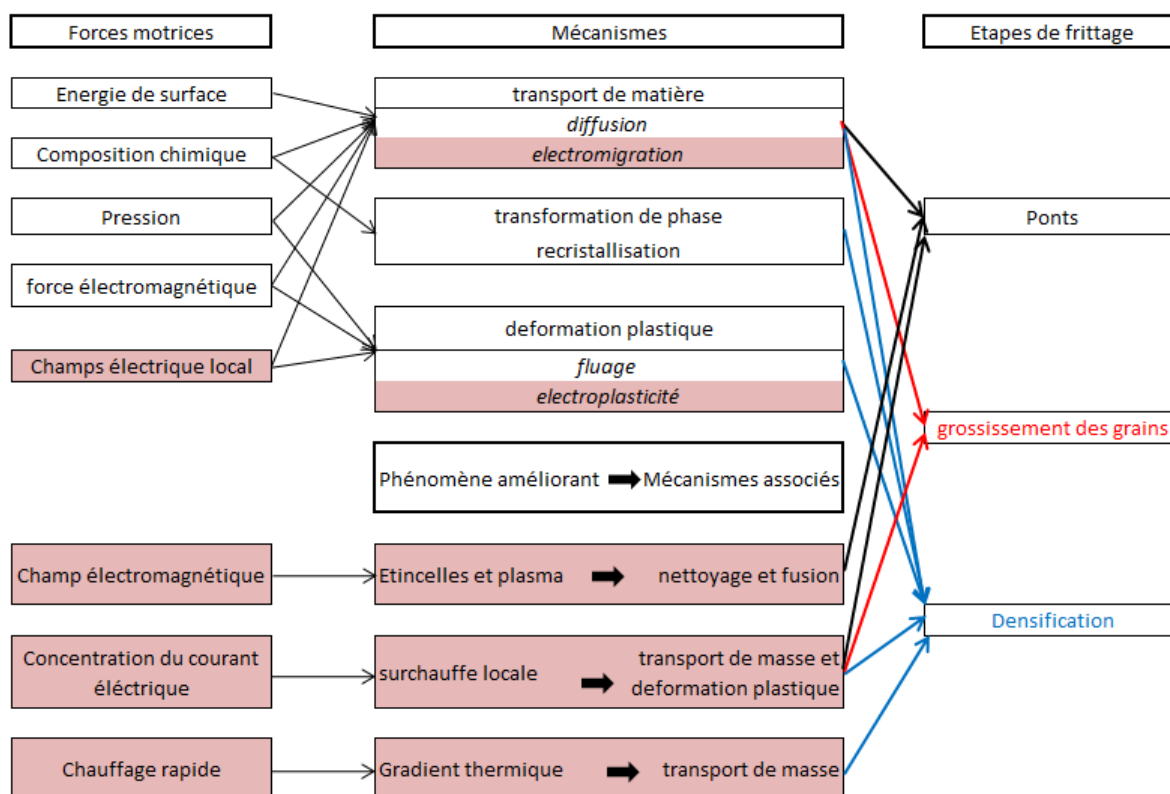 Forces motrices
Mécanismes
Etapes de frittage
Energie de surface
Composition chimique
Pression
force électromagnétique
Champs électrique local
transport de matière
diffusion
electromigration
transformation de phase
recristallisation
deformation plastique
fluage
electroplasticité
Ponts
grossissement des grains
Densification
Phénomène améliorant Mécanismes associés
Champ électromagnétique
Etincelles et plasma
nettoyage et fusion
Concentration du courant
éléctrique
surchauffe locale
transport de masse et
deformation plastique
Chauffage rapide
Gradient thermique
transport de masse